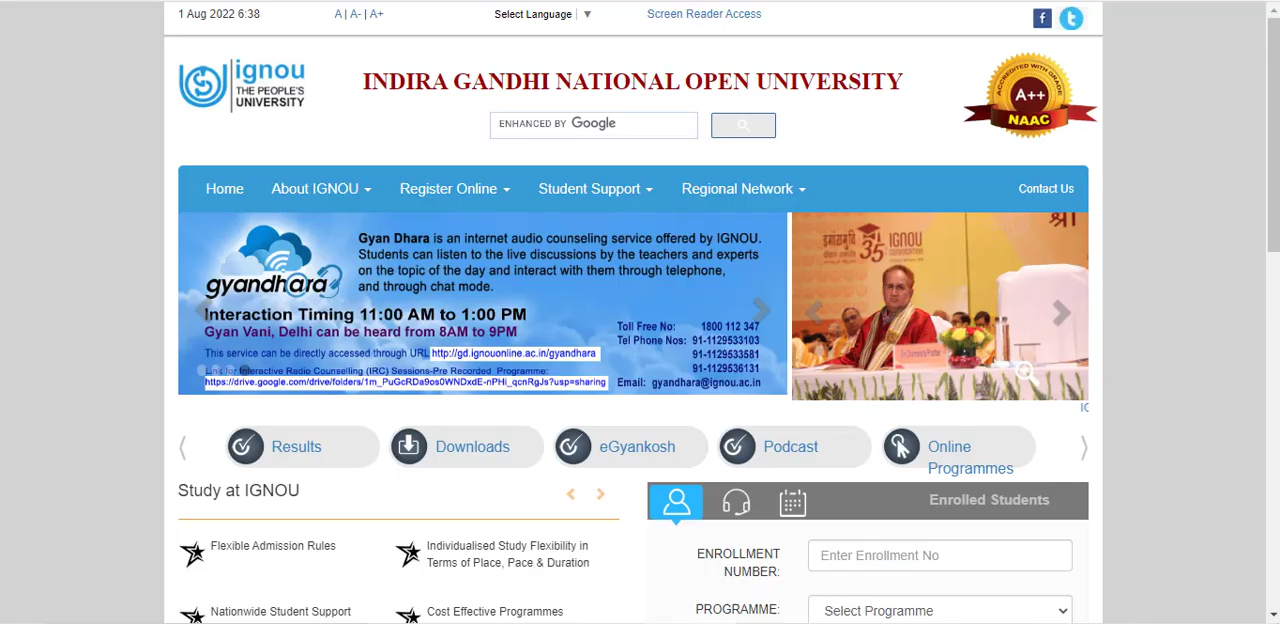 1 Aug 2022 6:38
A | A- | A+
Select Language ▼
Screen Reader Access
ignou
THE PEOPLE'S
UNIVERSITY
INDIRA GANDHI NATIONAL OPEN UNIVERSITY
ENHANCED BY Google
ACCREDITED WITH GRADE
A++
NAAC
Home
About IGNOU
Register Online
Student Support
Regional Network
Contact Us
gyandhara
Gyan Dhara is an internet audio counseling service offered by IGNOU.
Students can listen to the live discussions by the teachers and experts
on the topic of the day and interact with them through telephone,
and through chat mode.
Interaction Timing 11:00 AM to 1:00 PM
Gyan Vani, Delhi can be heard from 8AM to 9PM
This service can be directly accessed through URL http://gd.ignouonline.ac.in/gyandhara
Link for Interactive Radio Counselling (IRC) Sessions-Pre Recorded Programme:
https://drive.google.com/drive/folders/1m_PuGcRDa9os0WNDxdE-nPHi_qcnRgJs?usp=sharing
Toll Free No: 1800 112 347
Tel Phone Nos: 91-1129533103
91-1129533581
91-1129536131
Email: gyandhara@ignou.ac.in
श्री
35
IGNOU
CONVOCATION
Results
Downloads
eGyankosh
Podcast
Online
Programmes
Study at IGNOU
Flexible Admission Rules
Individualised Study Flexibility in
Terms of Place, Pace & Duration
Nationwide Student Support
Cost Effective Programmes
Enrolled Students
ENROLLMENT
NUMBER:
Enter Enrollment No
PROGRAMME:
Select Programme